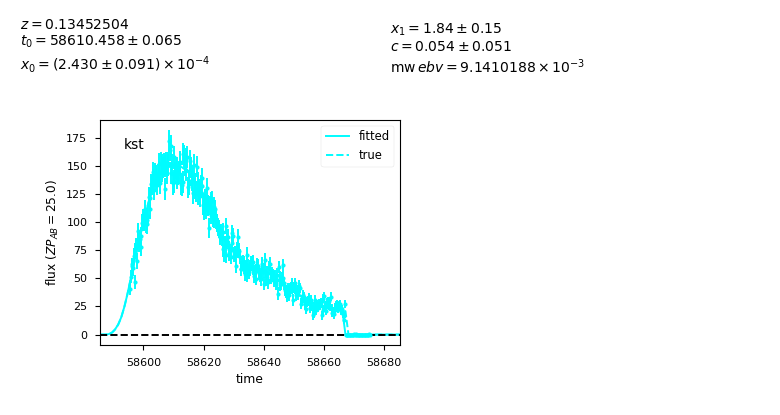 z = 0.13452504
t₀ = 58610.458 ± 0.065
x₀ = (2.430 ± 0.091) × 10⁻⁴
x₁ = 1.84 ± 0.15
c = 0.054 ± 0.051
mw ebv = 9.1410188 × 10⁻³
kst
fitted
true
flux (ZP_AB = 25.0)
175
150
125
100
75
50
25
0
58600 58620 58640 58660 58680
time